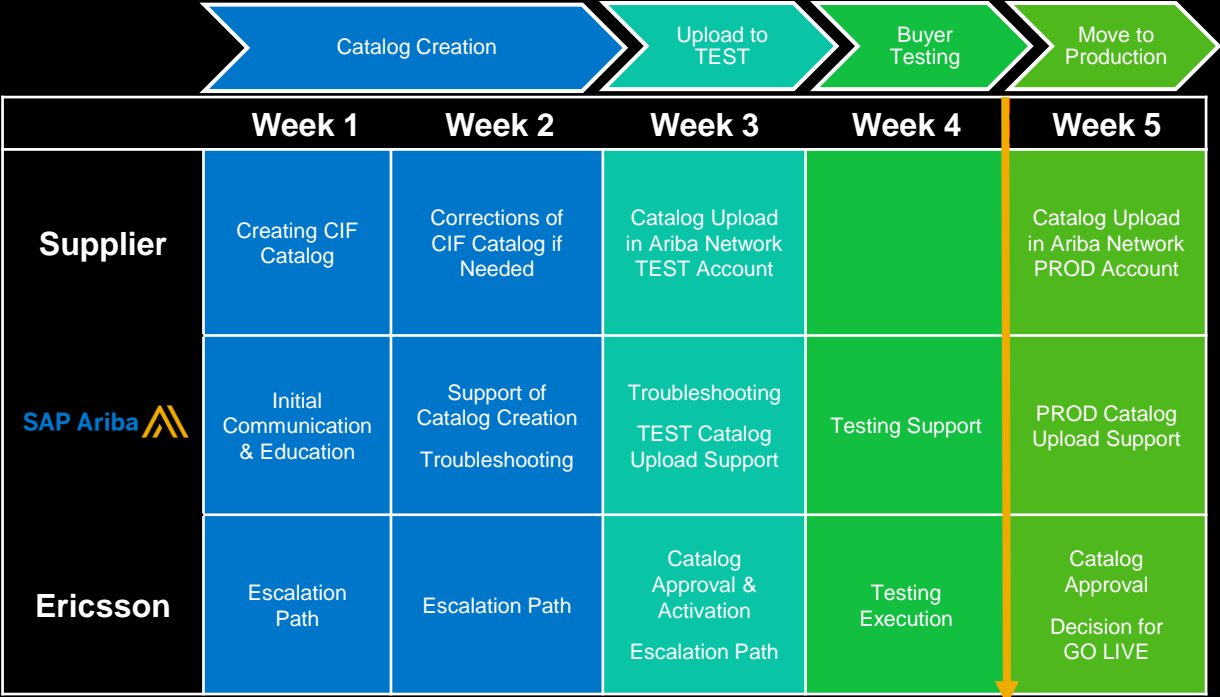 Catalog Creation
Upload to
TEST
Buyer
Testing
Move to
Production
Week 1
Week 2
Week 3
Week 4
Week 5
Supplier
Creating CIF
Catalog
Corrections of
CIF Catalog if
Needed
Catalog Upload
in Ariba Network
TEST Account
Catalog Upload
in Ariba Network
PROD Account
SAP Ariba
Initial
Communication
& Education
Support of
Catalog Creation
Troubleshooting
Troubleshooting
TEST Catalog
Upload Support
Testing Support
PROD Catalog
Upload Support
Ericsson
Escalation
Path
Escalation Path
Catalog
Approval &
Activation
Escalation Path
Testing
Execution
Catalog
Approval
Decision for
GO LIVE